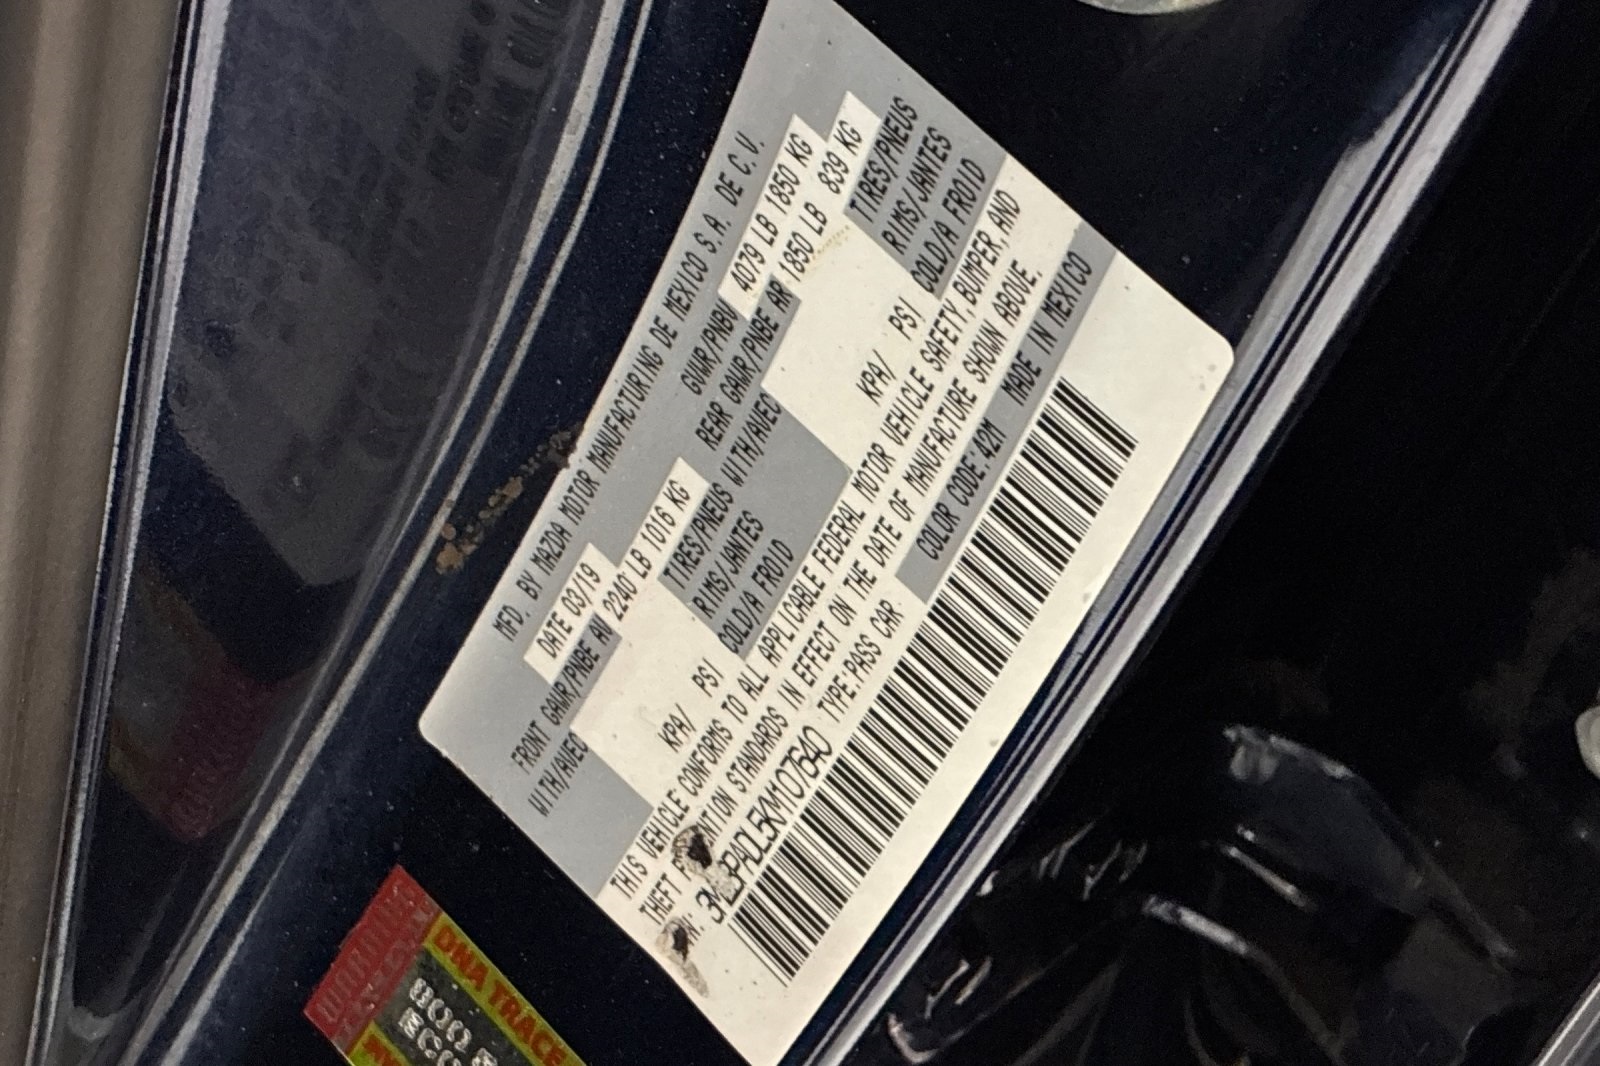 MFD. BY MAZDA MOTOR MANUFACTURING DE MEXICO S.A. DE C.V.
DATE 03/19 GVWR/PNBV 4079 LB 1850 KG
FRONT GAWR/PNBE AV 2240 LB 1016 KG REAR GAWR/PNBE AR 1850 LB 839 KG
WITH/AVEC TIRES/PNEUS WITH/AVEC TIRES/PNEUS
RIMS/JANTES RIMS/JANTES
KPA/ PSI COLD/A FROID KPA/ PSI COLD/A FROID
THIS VEHICLE CONFORMS TO ALL APPLICABLE FEDERAL MOTOR VEHICLE SAFETY, BUMPER, AND
THEFT STANDARDS IN EFFECT ON THE DATE OF MANUFACTURE SHOWN ABOVE.
3MZBPADL5KM107640 TYPE:PASS CAR COLOR CODE:42M MADE IN MEXICO
DNA TRACE